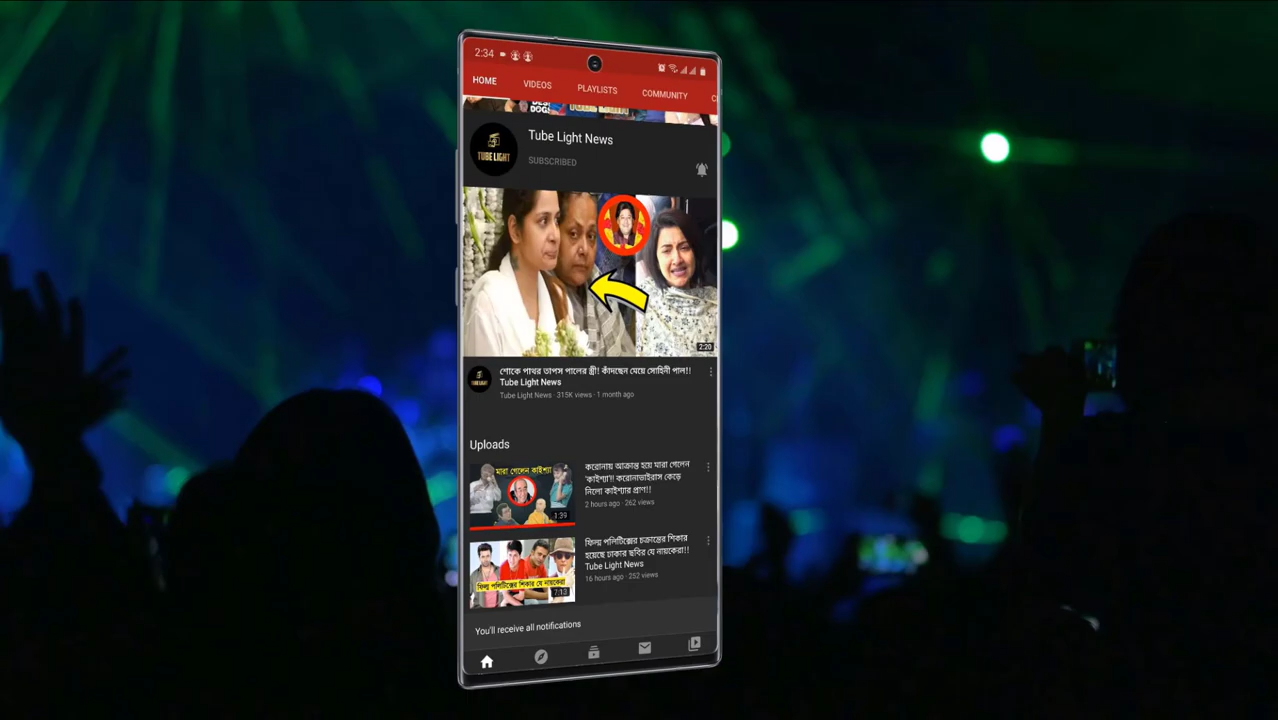 2:34
HOME VIDEOS PLAYLISTS COMMUNITY
DOGS
Tube Light News
TUBE LIGHT
SUBSCRIBED
2:20
শোকে পাথর তাপস পালের স্ত্রী! কাঁদছেন মেয়ে সোহিনী পাল!!
Tube Light News
Tube Light News · 315K views · 1 month ago
Uploads
মারা গেলেন কাইশ্যা
1:39
করোনায় আক্রান্ত হয়ে মারা গেলেন
'কাইশ্যা'!! করোনাভাইরাস কেড়ে
নিলো কাইশ্যার প্রাণ!!
2 hours ago · 262 views
ফিল্ম পলিটিক্সের শিকার যে নায়কেরা
7:13
ফিল্ম পলিটিক্সের চক্রান্তের শিকার
হয়েছে ঢাকার ছবির যে নায়কেরা!!
Tube Light News
16 hours ago · 252 views
You'll receive all notifications